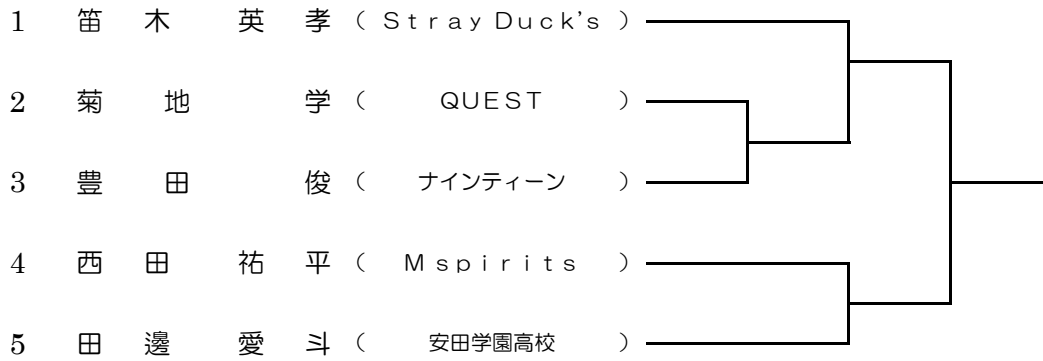 1 笛木 英孝 ( Stray Duck's )
2 菊地 学 ( QUEST )
3 豊田 俊 ( ナインティーン )
4 西田 祐平 ( Mspirits )
5 田邊 愛斗 ( 安田学園高校 )